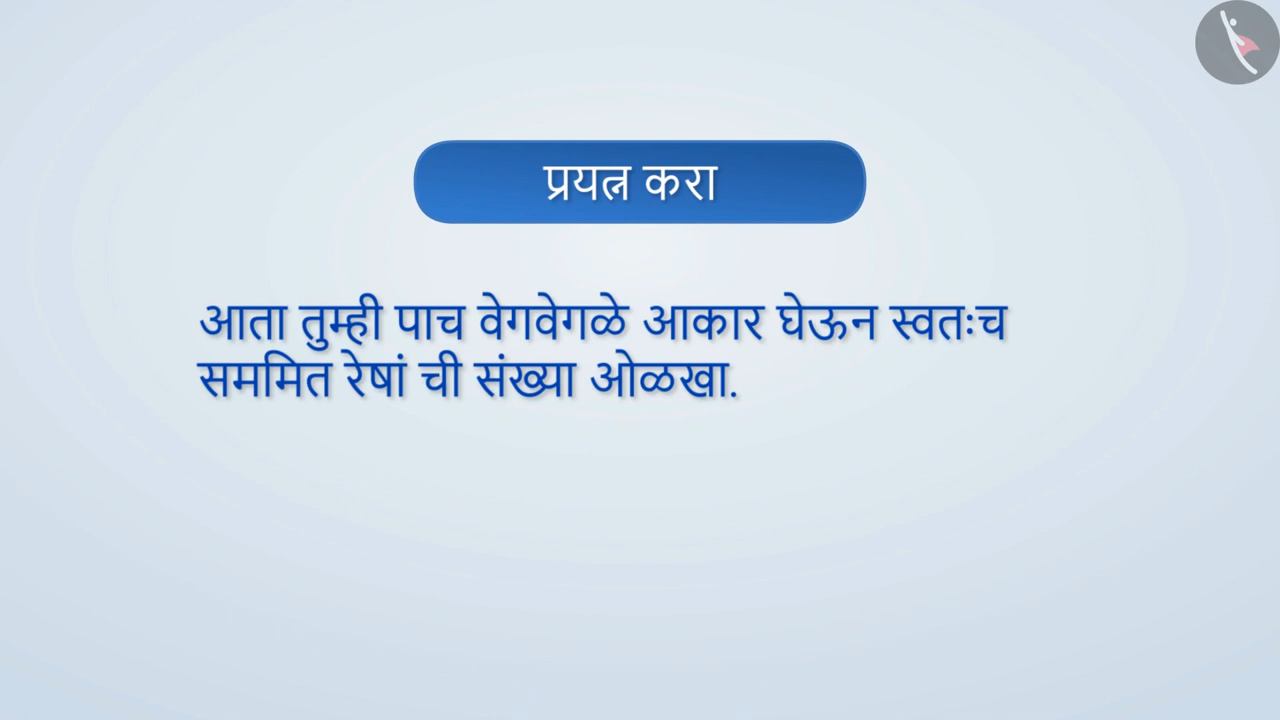 प्रयत्न करा
आता तुम्ही पाच वेगवेगळे आकार घेऊन स्वतःच
सममित रेषां ची संख्या ओळखा.